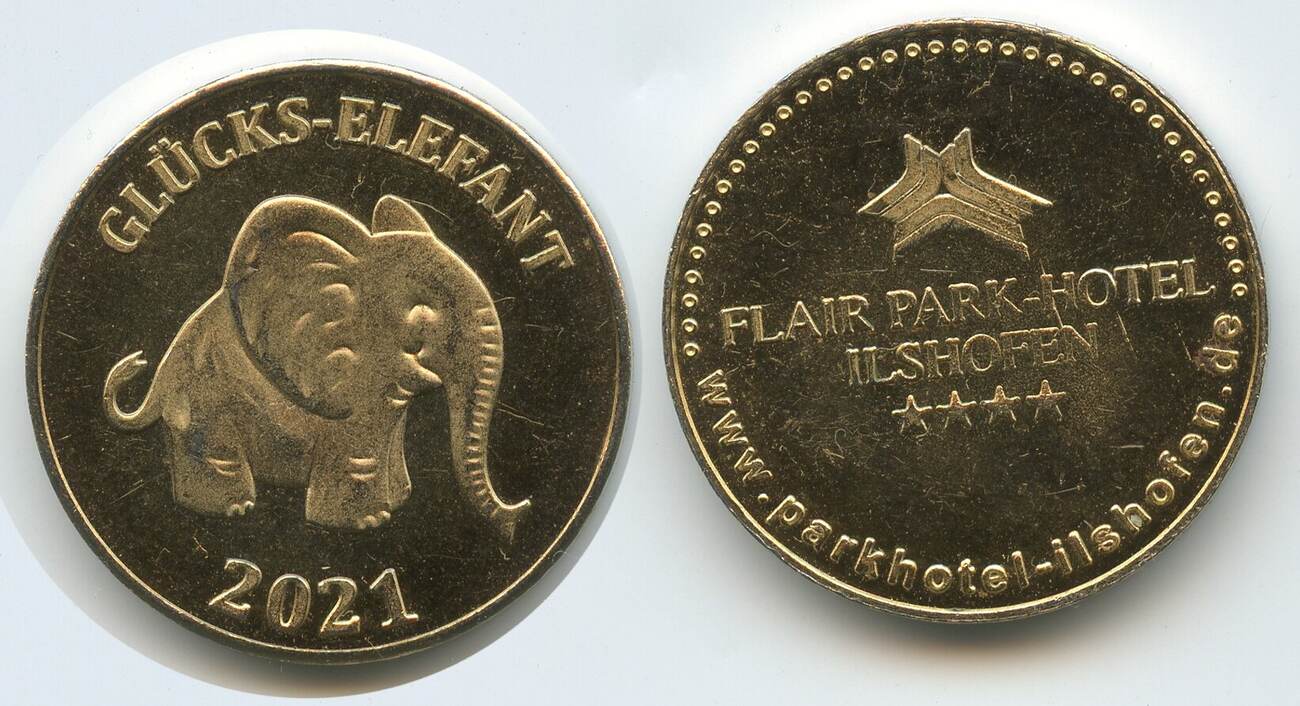 GLÜCKS-ELEFANT
2021
FLAIR PARK-HOTEL
ILSHOFEN
www.parkhotel-ilshofen.de